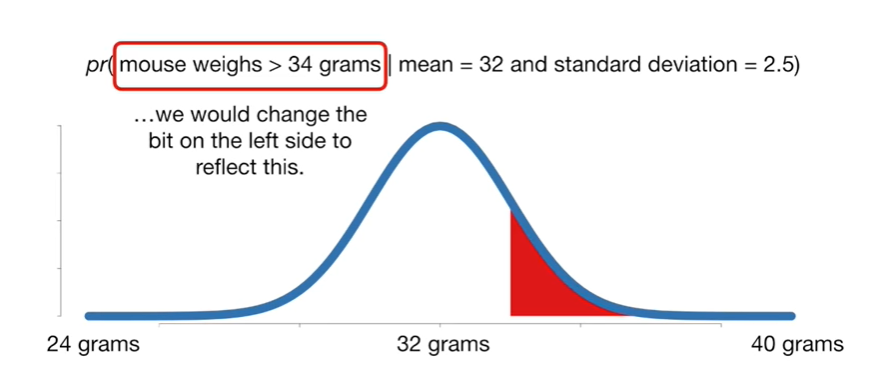 pr(mouse weighs > 34 grams | mean = 32 and standard deviation = 2.5)
…we would change the
bit on the left side to
reflect this.
24 grams
32 grams
40 grams